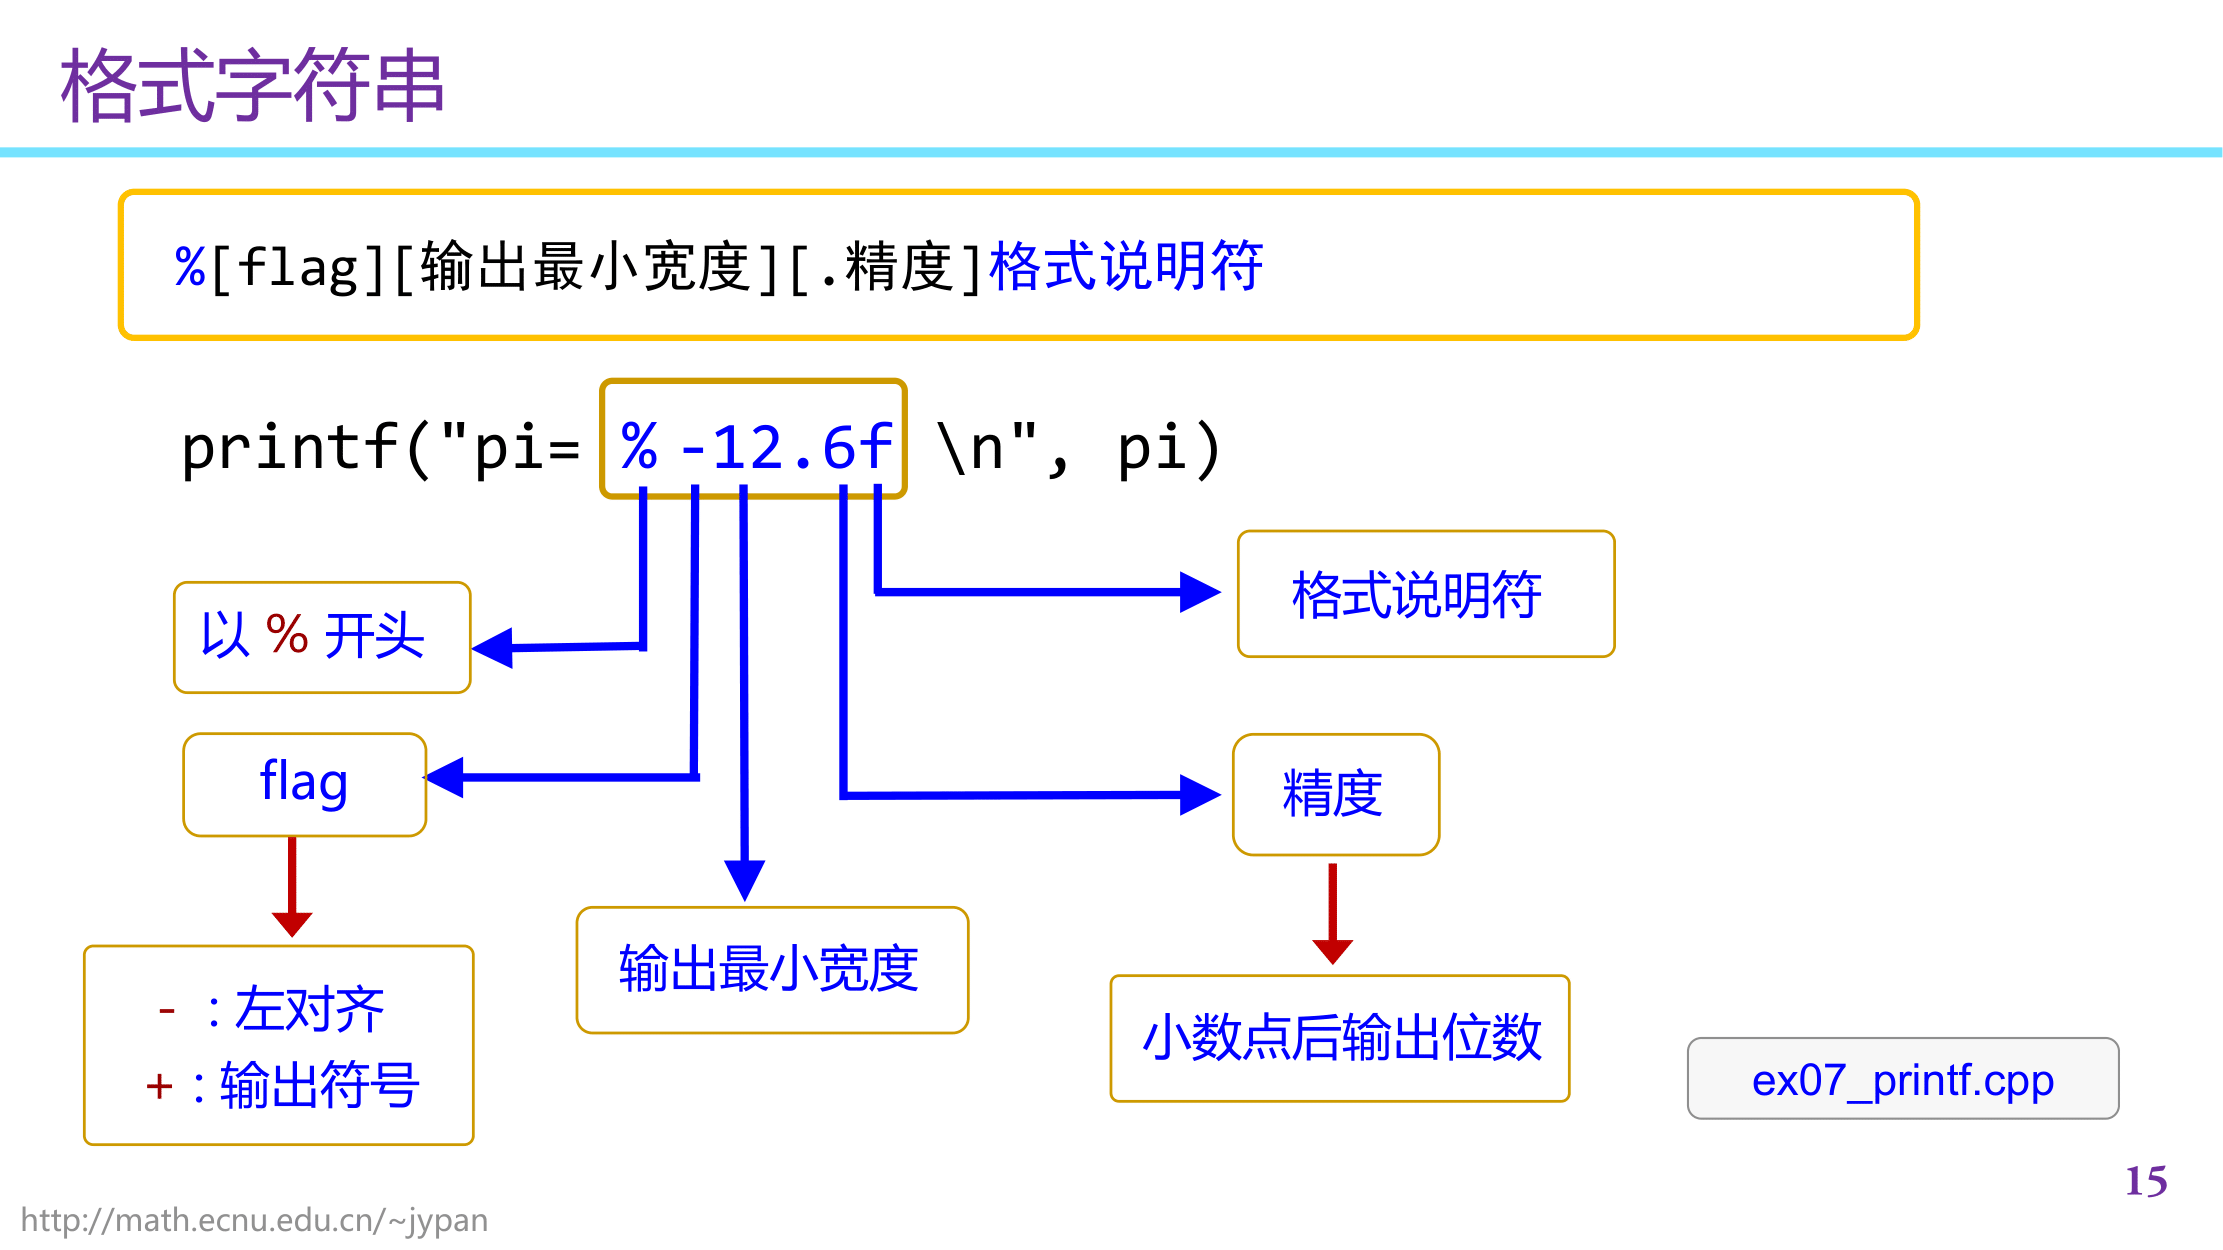 格式字符串
%[flag][输出最小宽度][.精度]格式说明符
printf("pi= % -12.6f \n", pi)
格式说明符
以 % 开头
flag
精度
输出最小宽度
- : 左对齐
+ : 输出符号
小数点后输出位数
ex07_printf.cpp
15
http://math.ecnu.edu.cn/~jypan